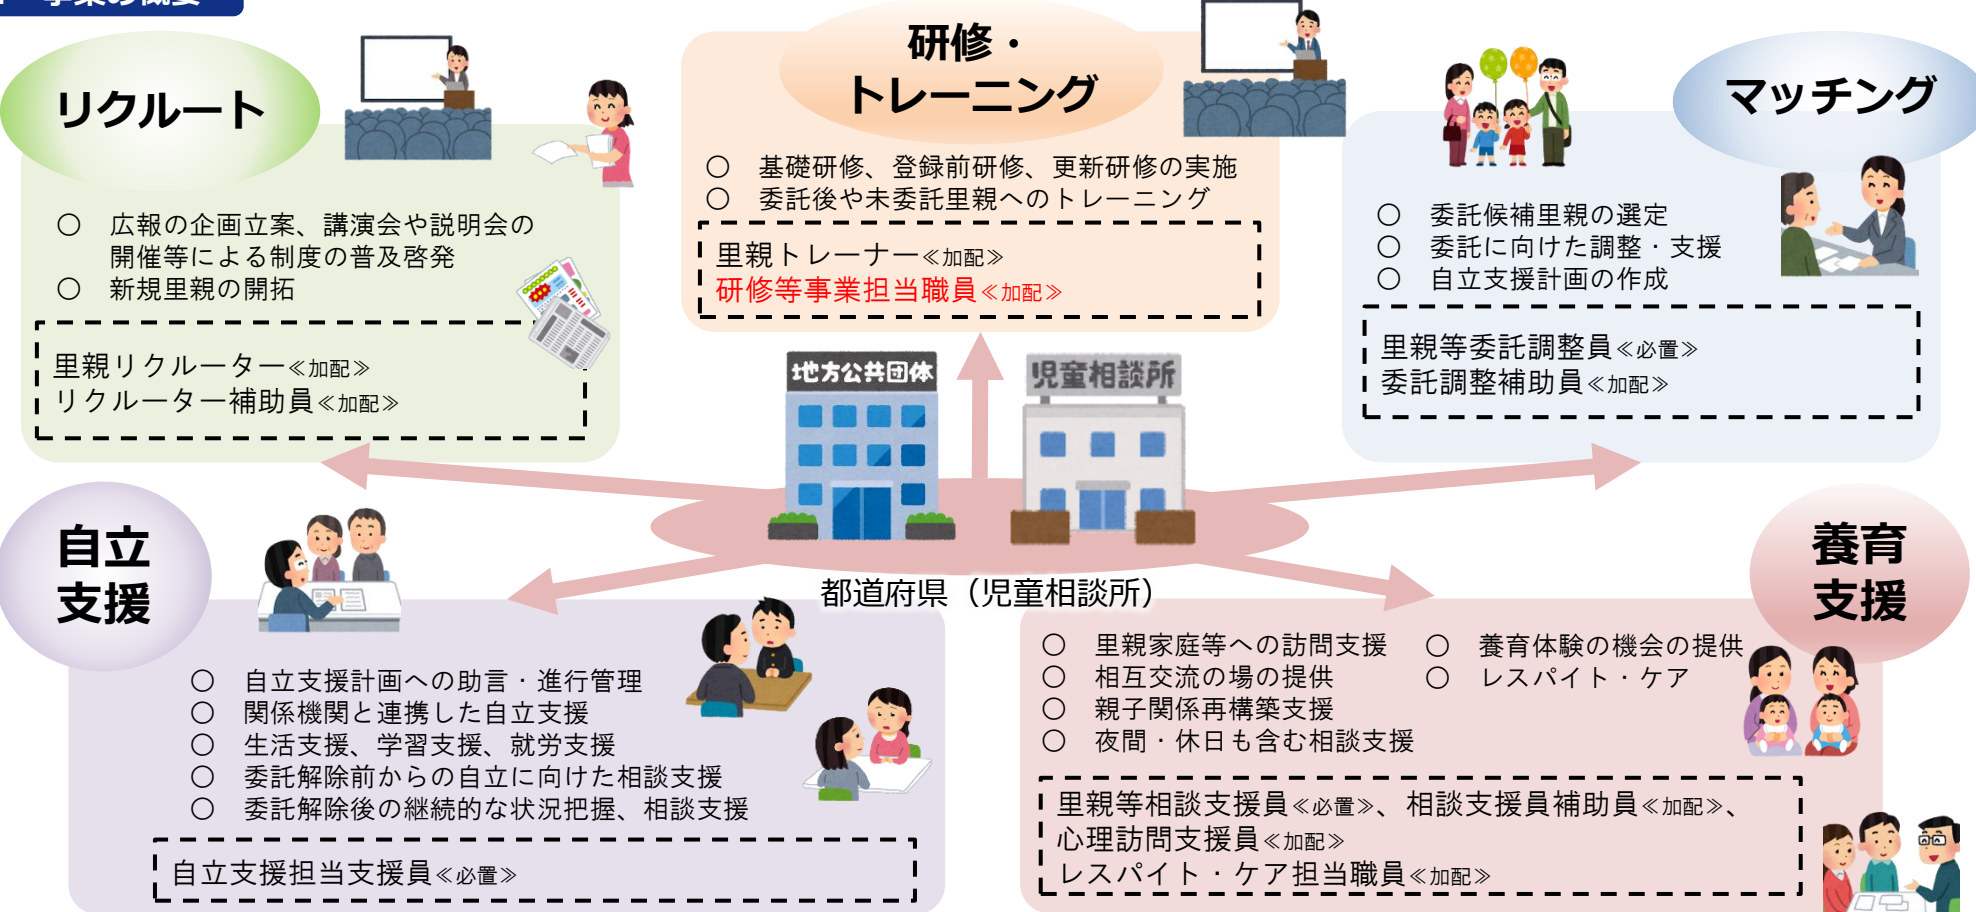 事業の概要
リクルート
○ 広報の企画立案、講演会や説明会の
開催等による制度の普及啓発
○ 新規里親の開拓
里親リクルーター≪加配≫
リクルーター補助員≪加配≫
研修・
トレーニング
○ 基礎研修、登録前研修、更新研修の実施
○ 委託後や未委託里親へのトレーニング
里親トレーナー≪加配≫
研修等事業担当職員≪加配≫
マッチング
○ 委託候補里親の選定
○ 委託に向けた調整・支援
○ 自立支援計画の作成
里親等委託調整員≪必置≫
委託調整補助員≪加配≫
地方公共団体
児童相談所
都道府県（児童相談所）
自立
支援
○ 自立支援計画への助言・進行管理
○ 関係機関と連携した自立支援
○ 生活支援、学習支援、就労支援
○ 委託解除前からの自立に向けた相談支援
○ 委託解除後の継続的な状況把握、相談支援
自立支援担当支援員≪必置≫
養育
支援
○ 里親家庭等への訪問支援 ○ 養育体験の機会の提供
○ 相互交流の場の提供 ○ レスパイト・ケア
○ 親子関係再構築支援
○ 夜間・休日も含む相談支援
里親等相談支援員≪必置≫、相談支援員補助員≪加配≫、
心理訪問支援員≪加配≫
レスパイト・ケア担当職員≪加配≫